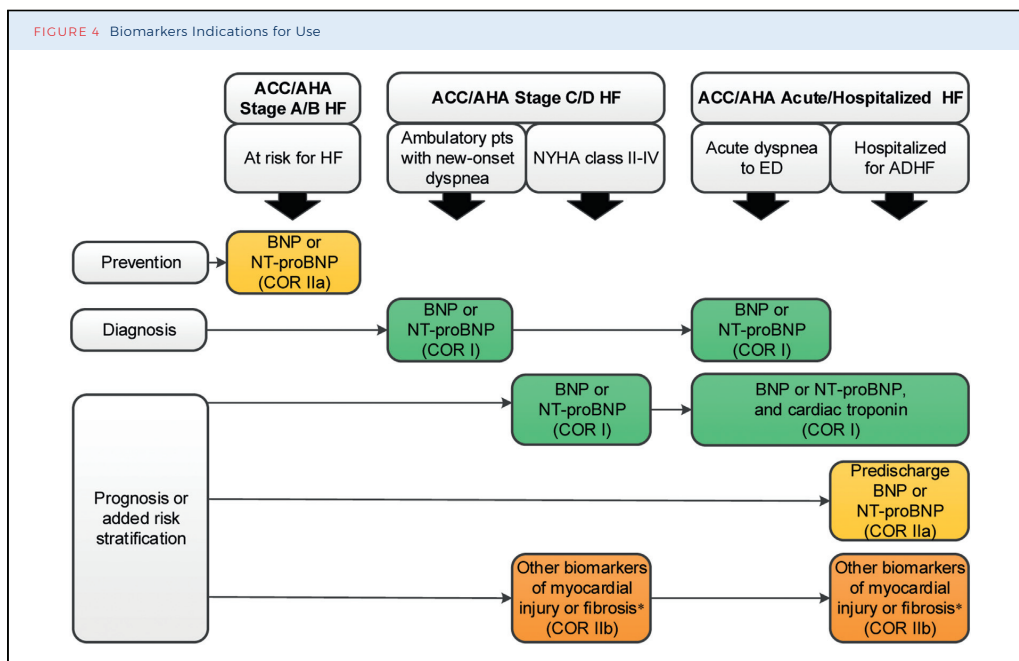 FIGURE 4 Biomarkers Indications for Use
ACC/AHA
Stage A/B HF
ACC/AHA Stage C/D HF
ACC/AHA Acute/Hospitalized HF
At risk for HF
Ambulatory pts
with new-onset
dyspnea
NYHA class II-IV
Acute dyspnea
to ED
Hospitalized
for ADHF
Prevention
BNP or
NT-proBNP
(COR IIa)
Diagnosis
BNP or
NT-proBNP
(COR I)
BNP or
NT-proBNP
(COR I)
Prognosis or
added risk
stratification
BNP or
NT-proBNP
(COR I)
BNP or NT-proBNP,
and cardiac troponin
(COR I)
Predischarge
BNP or
NT-proBNP
(COR IIa)
Other biomarkers
of myocardial
injury or fibrosis*
(COR IIb)
Other biomarkers
of myocardial
injury or fibrosis*
(COR IIb)